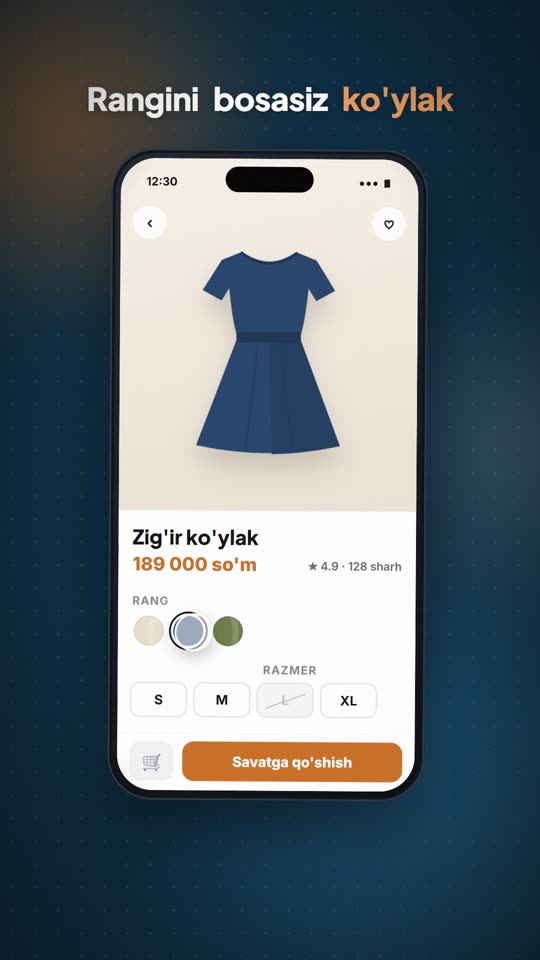 Rangini bosasiz ko'ylak
12:30
Zig'ir ko'ylak
189 000 so'm
★ 4.9 · 128 sharh
RANG
RAZMER
S M L XL
Savatga qo'shish